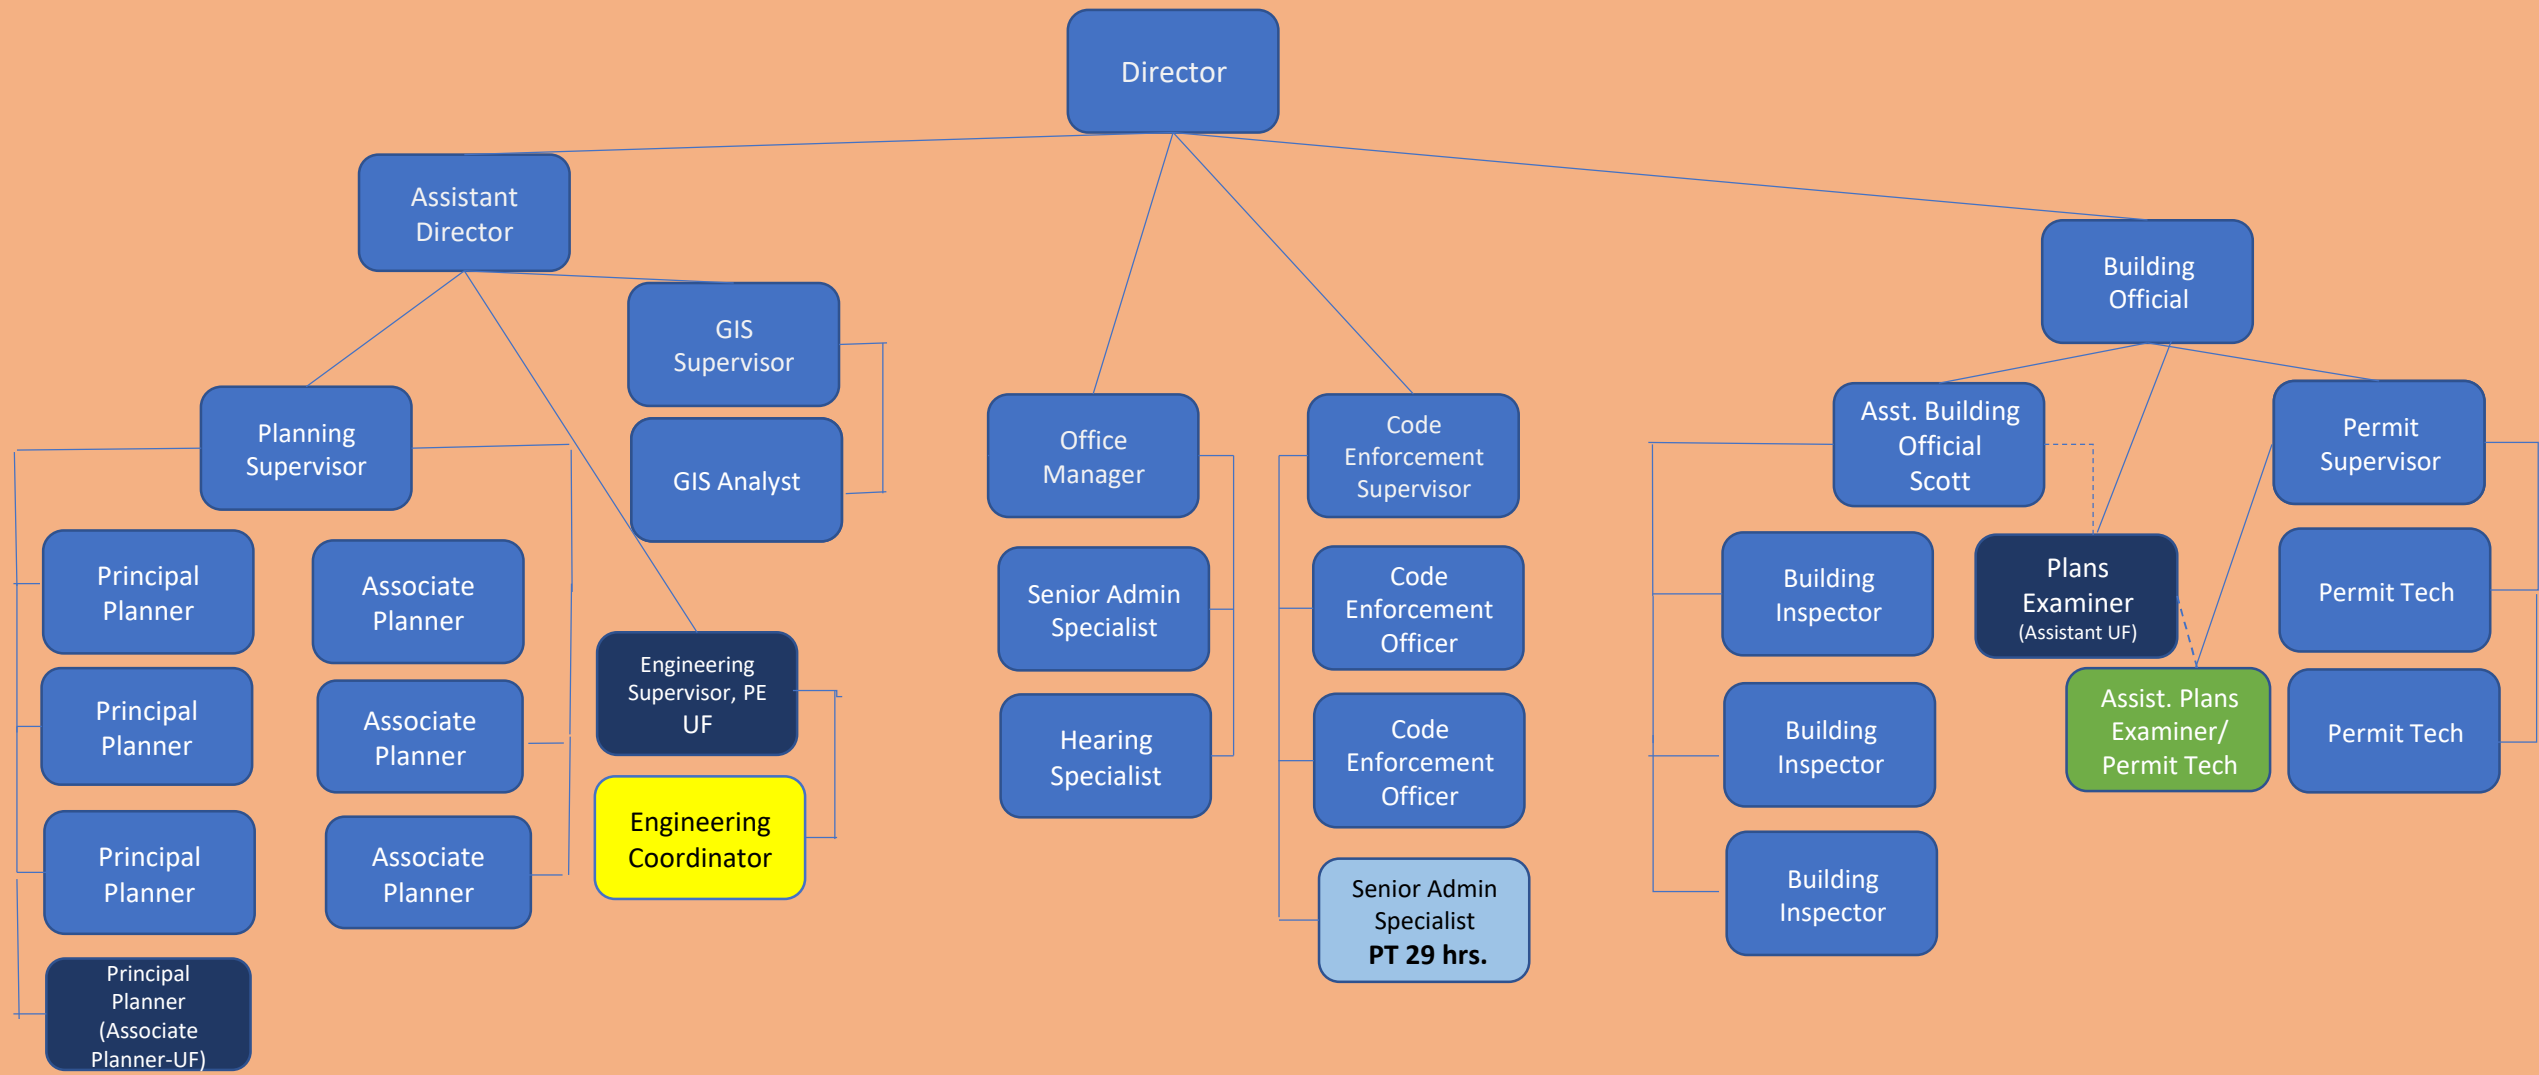 Director
Assistant
Director
Building
Official
GIS
Supervisor
GIS Analyst
Planning
Supervisor
Principal
Planner
Principal
Planner
Principal
Planner
Principal
Planner
(Associate
Planner-UF)
Associate
Planner
Associate
Planner
Associate
Planner
Engineering
Supervisor, PE
UF
Engineering
Coordinator
Office
Manager
Senior Admin
Specialist
Hearing
Specialist
Code
Enforcement
Supervisor
Code
Enforcement
Officer
Code
Enforcement
Officer
Senior Admin
Specialist
PT 29 hrs.
Asst. Building
Official
Scott
Building
Inspector
Building
Inspector
Building
Inspector
Plans
Examiner
(Assistant UF)
Assist. Plans
Examiner/
Permit Tech
Permit
Supervisor
Permit Tech
Permit Tech